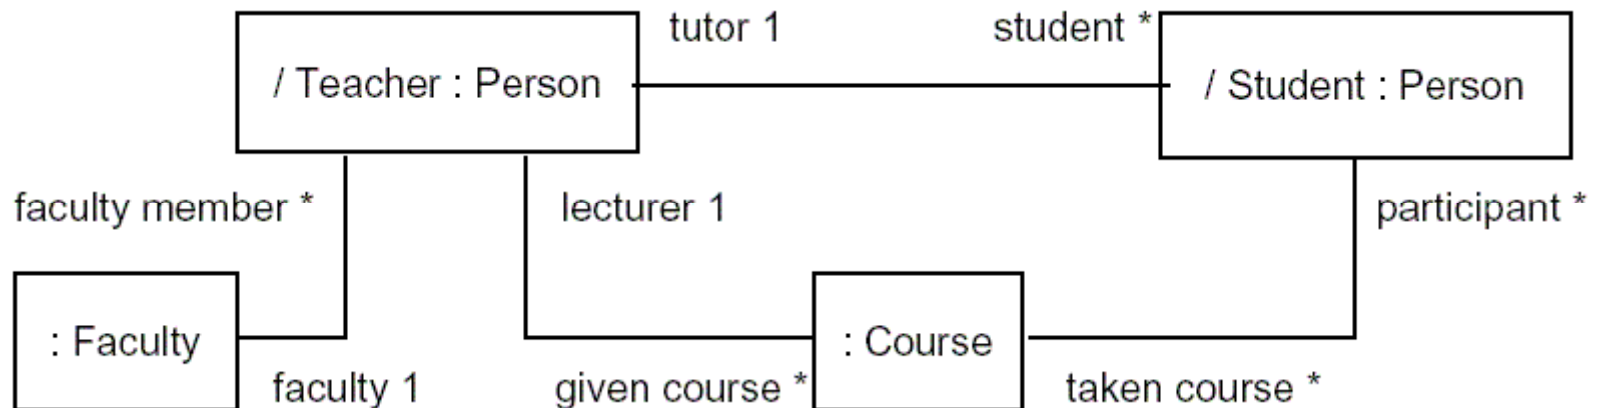 tutor 1
student *
/ Teacher : Person
/ Student : Person
faculty member *
lecturer 1
participant *
: Faculty
: Course
faculty 1
given course *
taken course *